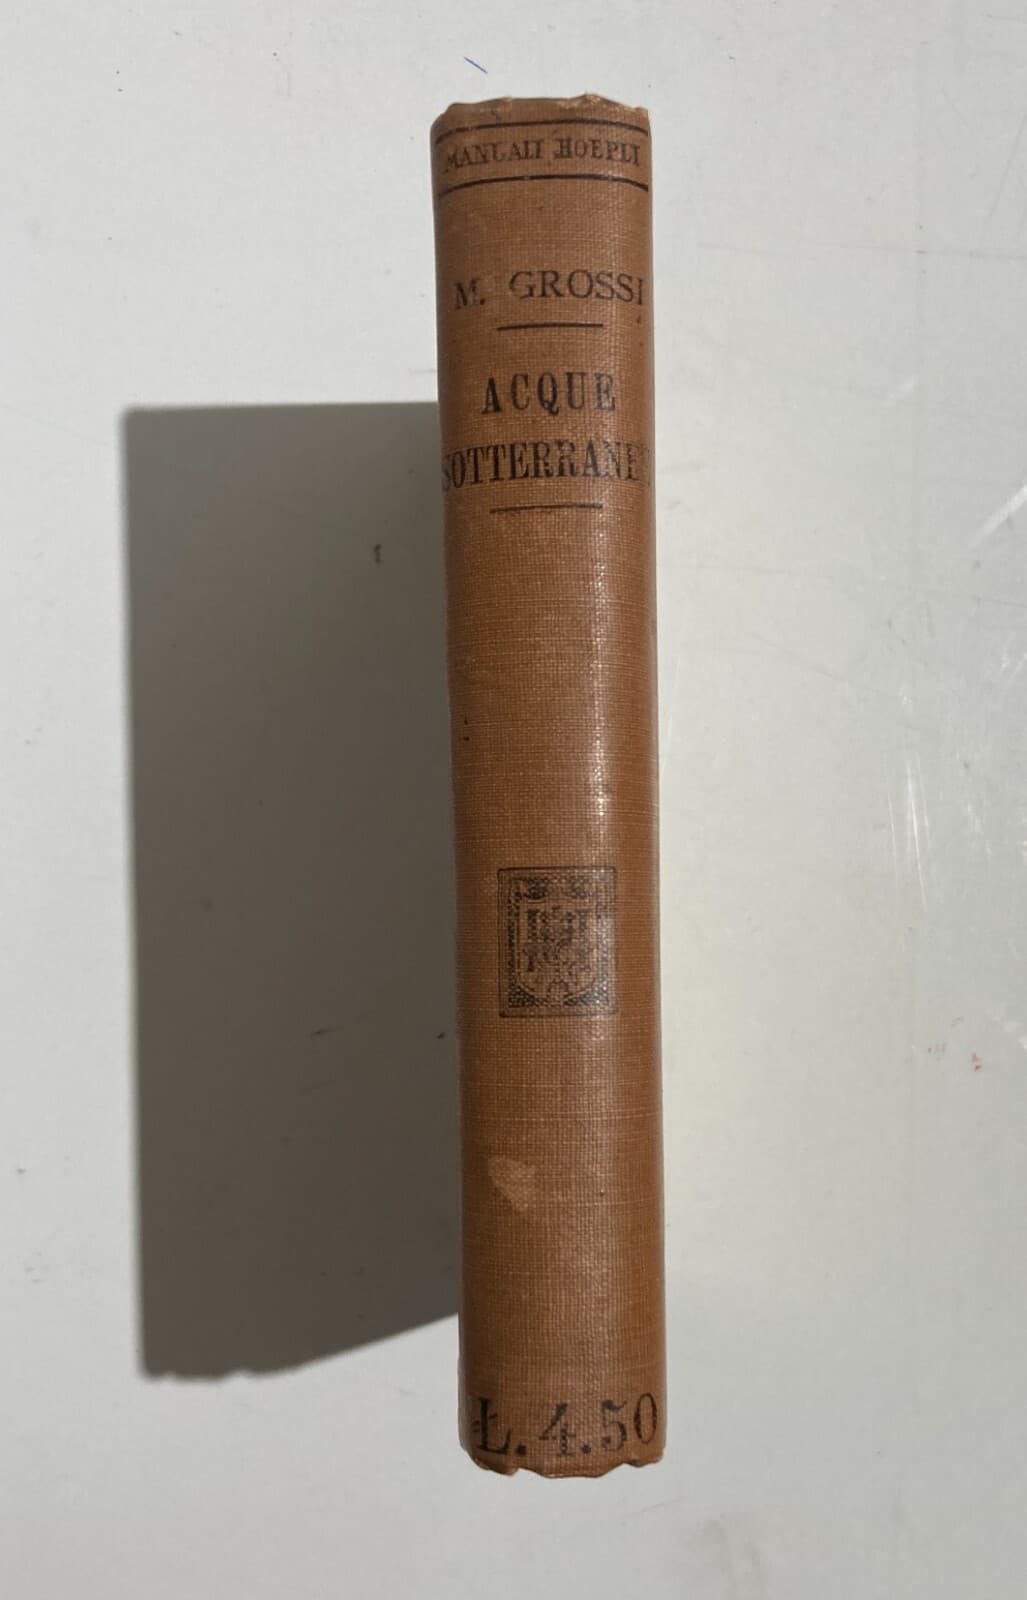 MANUALI HOEPLI
M. GROSSI
ACQUE
SOTTERRANEE
L. 4.50